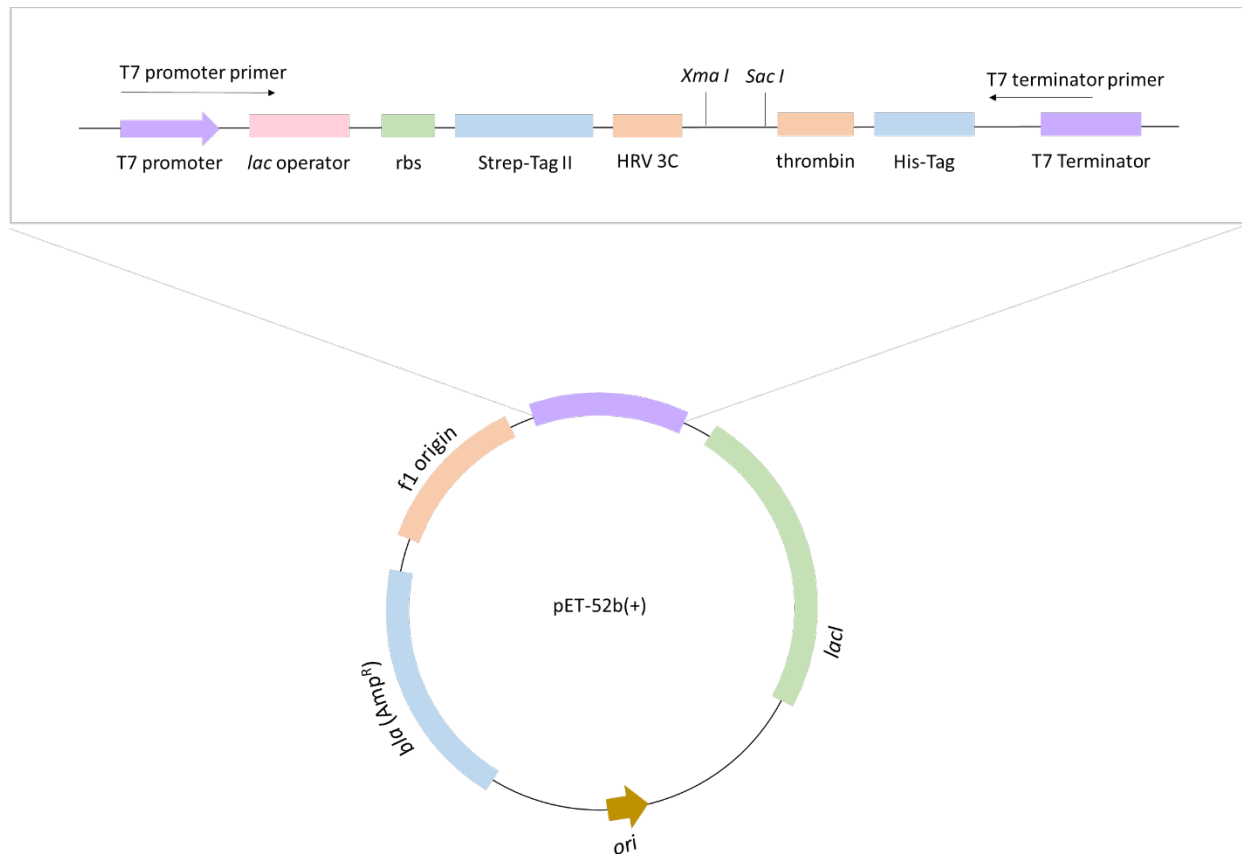 T7 promoter primer
Xma I
Sac I
T7 terminator primer
T7 promoter
lac operator
rbs
Strep-Tag II
HRV 3C
thrombin
His-Tag
T7 Terminator
f1 origin
pET-52b(+)
lacI
bla (AmpR)
ori